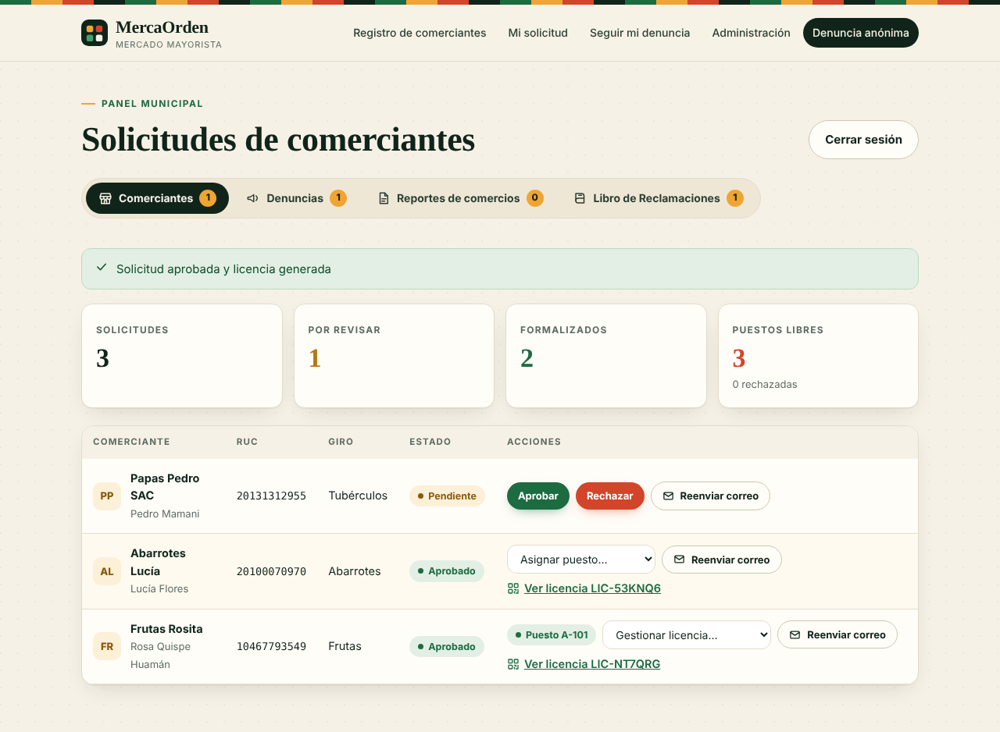 MercaOrden
MERCADO MAYORISTA
Registro de comerciantes
Mi solicitud
Seguir mi denuncia
Administración
Denuncia anónima
PANEL MUNICIPAL
Solicitudes de comerciantes
Cerrar sesión
Comerciantes 1
Denuncias 1
Reportes de comercios 0
Libro de Reclamaciones 1
Solicitud aprobada y licencia generada
SOLICITUDES
3
POR REVISAR
1
FORMALIZADOS
2
PUESTOS LIBRES
3
0 rechazadas
COMERCIANTE RUC GIRO ESTADO ACCIONES
PP
Papas Pedro
SAC
Pedro Mamani
20131312955
Tubérculos
Pendiente
Aprobar
Rechazar
Reenviar correo
AL
Abarrotes
Lucía
Lucía Flores
20100070970
Abarrotes
Aprobado
Asignar puesto...
Reenviar correo
Ver licencia LIC-53KNQ6
FR
Frutas Rosita
Rosa Quispe
Huamán
10467793549
Frutas
Aprobado
Puesto A-101
Gestionar licencia...
Reenviar correo
Ver licencia LIC-NT7QRG